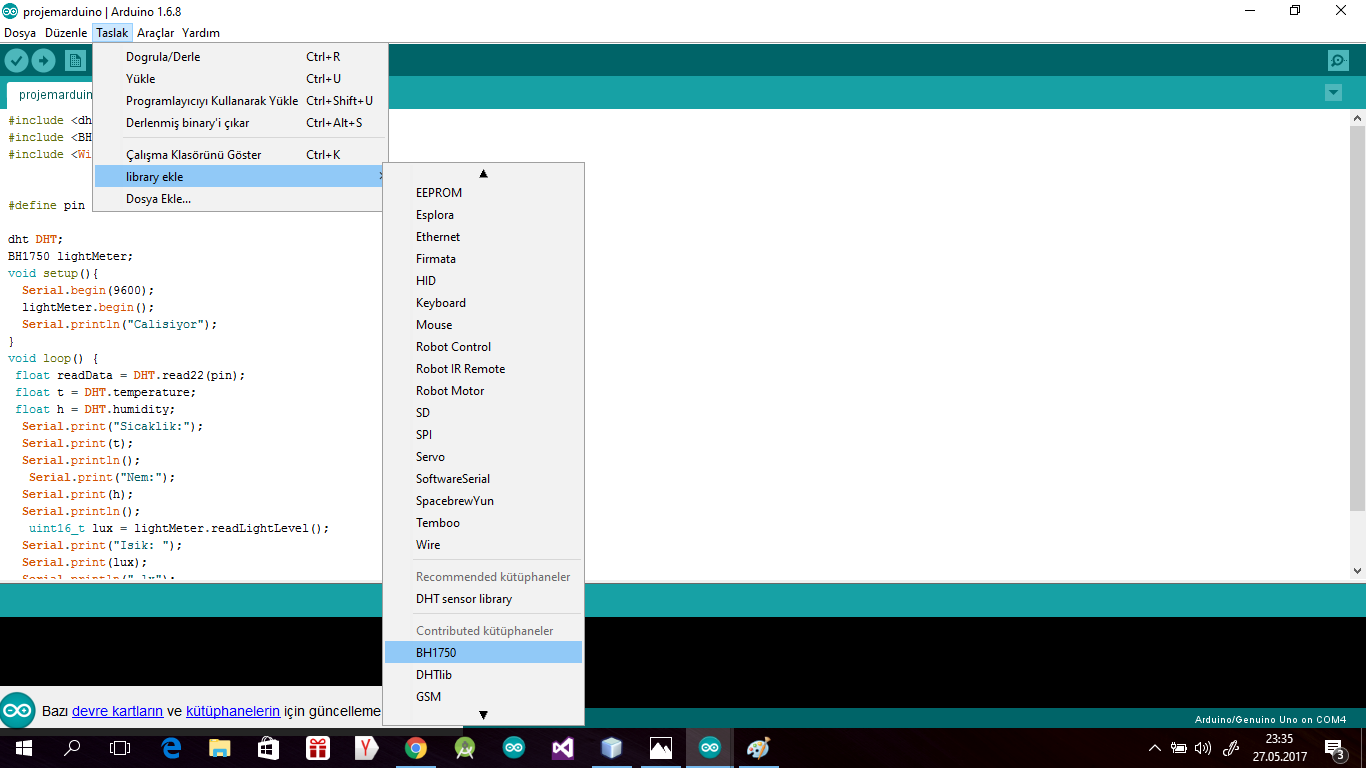 projemarduino | Arduino 1.6.8
Dosya Düzenle Taslak Araçlar Yardım
Dogrula/Derle Ctrl+R
Yükle Ctrl+U
Programlayıcıyı Kullanarak Yükle Ctrl+Shift+U
Derlenmiş binary'i çıkar Ctrl+Alt+S
Çalışma Klasörünü Göster Ctrl+K
library ekle
Dosya Ekle...
EEPROM
Esplora
Ethernet
Firmata
HID
Keyboard
Mouse
Robot Control
Robot IR Remote
Robot Motor
SD
SPI
Servo
SoftwareSerial
SpacebrewYun
Temboo
Wire
Recommended kütüphaneler
DHT sensor library
Contributed kütüphaneler
BH1750
DHTlib
GSM
projemarduin
#include <dh
#include <BH
#include <Wi
#define pin
dht DHT;
BH1750 lightMeter;
void setup(){
Serial.begin(9600);
lightMeter.begin();
Serial.println("Calisiyor");
}
void loop() {
float readData = DHT.read22(pin);
float t = DHT.temperature;
float h = DHT.humidity;
Serial.print("Sicaklik:");
Serial.print(t);
Serial.println();
Serial.print("Nem:");
Serial.print(h);
Serial.println();
uint16_t lux = lightMeter.readLightLevel();
Serial.print("Isik: ");
Serial.print(lux);
Serial.println(" lx");
Bazı devre kartların ve kütüphanelerin için güncelleme
Arduino/Genuino Uno on COM4
23:35
27.05.2017
3